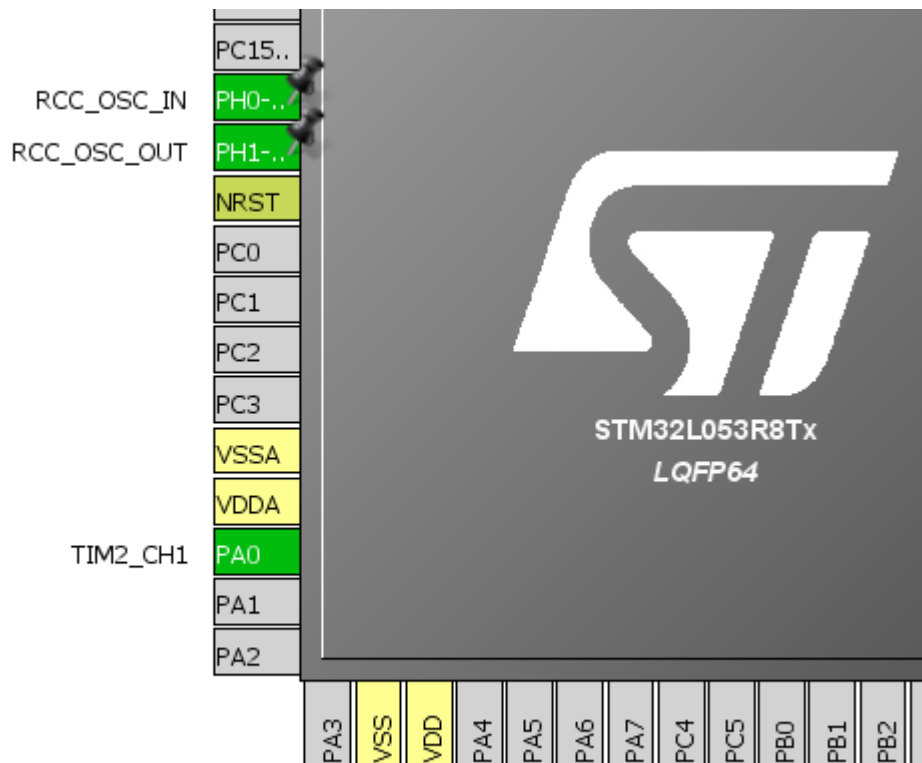 PC15..
RCC_OSC_IN PH0-..
RCC_OSC_OUT PH1-..
NRST
PC0
PC1
PC2
PC3
VSSA
VDDA
TIM2_CH1 PA0
PA1
PA2
STM32L053R8Tx
LQFP64
PA3
VSS
VDD
PA4
PA5
PA6
PA7
PC4
PC5
PB0
PB1
PB2